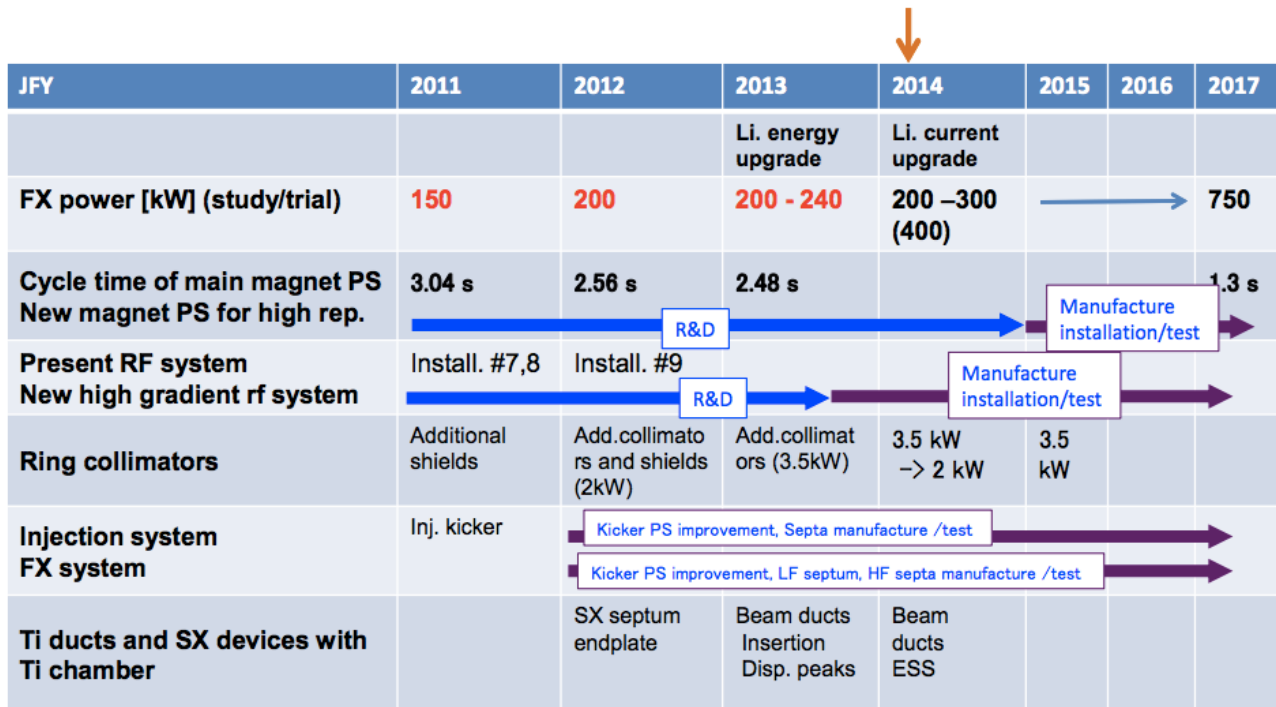 JFY 2011 2012 2013 2014 2015 2016 2017
Li. energy
upgrade
Li. current
upgrade
FX power [kW] (study/trial) 150 200 200 - 240 200 –300
(400)
750
Cycle time of main magnet PS 3.04 s 2.56 s 2.48 s 1.3 s
New magnet PS for high rep.
R&D
Manufacture
installation/test
Present RF system Install. #7,8 Install. #9
New high gradient rf system
R&D
Manufacture
installation/test
Ring collimators
Additional
shields
Add.collimato
rs and shields
(2kW)
Add.collimat
ors (3.5kW)
3.5 kW
-> 2 kW
3.5
kW
Injection system
FX system
Inj. kicker
Kicker PS improvement, Septa manufacture /test
Kicker PS improvement, LF septum, HF septa manufacture /test
Ti ducts and SX devices with
Ti chamber
SX septum
endplate
Beam ducts
Insertion
Disp. peaks
Beam
ducts
ESS